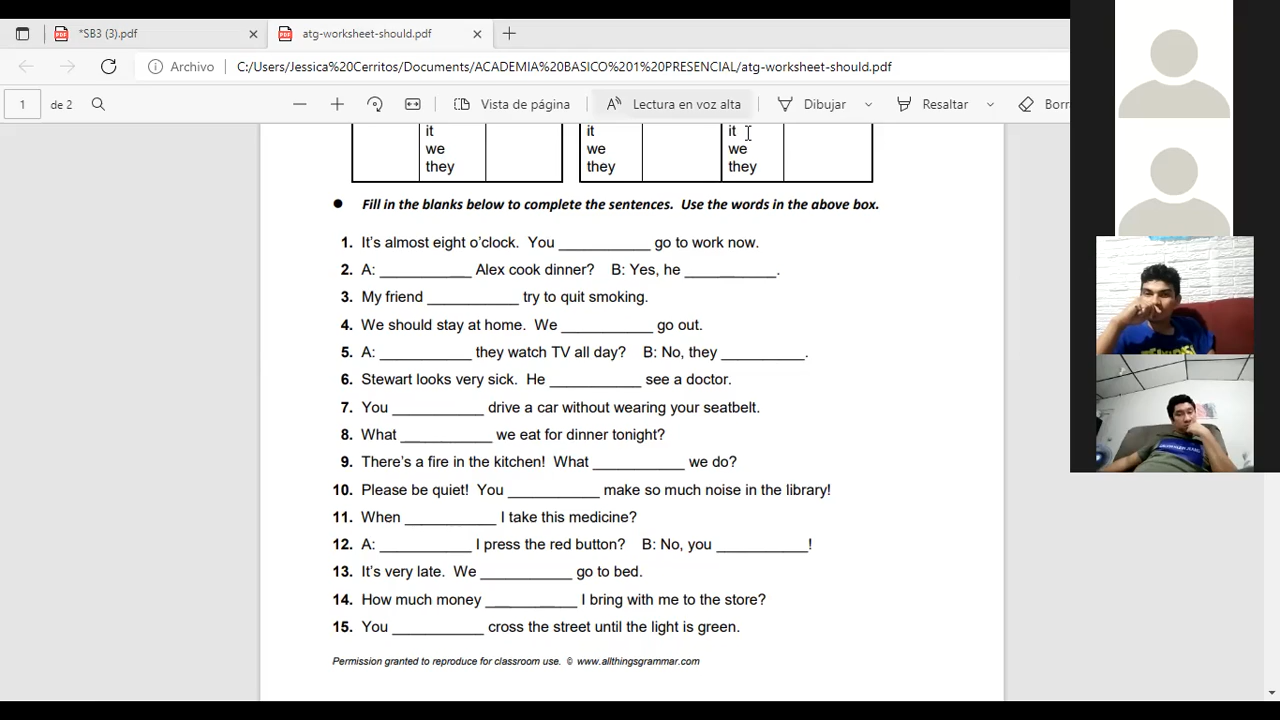 *SB3 (3).pdf
atg-worksheet-should.pdf
Archivo C:/Users/Jessica%20Cerritos/Documents/ACADEMIA%20BASICO%201%20PRESENCIAL/atg-worksheet-should.pdf
1 de 2 Vista de página Lectura en voz alta Dibujar Resaltar Borr
it it it
we we we
they they they
● Fill in the blanks below to complete the sentences. Use the words in the above box.
1. It's almost eight o'clock. You ___________ go to work now.
2. A: ___________ Alex cook dinner? B: Yes, he ___________.
3. My friend ___________ try to quit smoking.
4. We should stay at home. We ___________ go out.
5. A: ___________ they watch TV all day? B: No, they __________.
6. Stewart looks very sick. He ___________ see a doctor.
7. You ___________ drive a car without wearing your seatbelt.
8. What ___________ we eat for dinner tonight?
9. There's a fire in the kitchen! What ___________ we do?
10. Please be quiet! You ___________ make so much noise in the library!
11. When ___________ I take this medicine?
12. A: ___________ I press the red button? B: No, you ___________!
13. It's very late. We ___________ go to bed.
14. How much money ___________ I bring with me to the store?
15. You ___________ cross the street until the light is green.
Permission granted to reproduce for classroom use. © www.allthingsgrammar.com